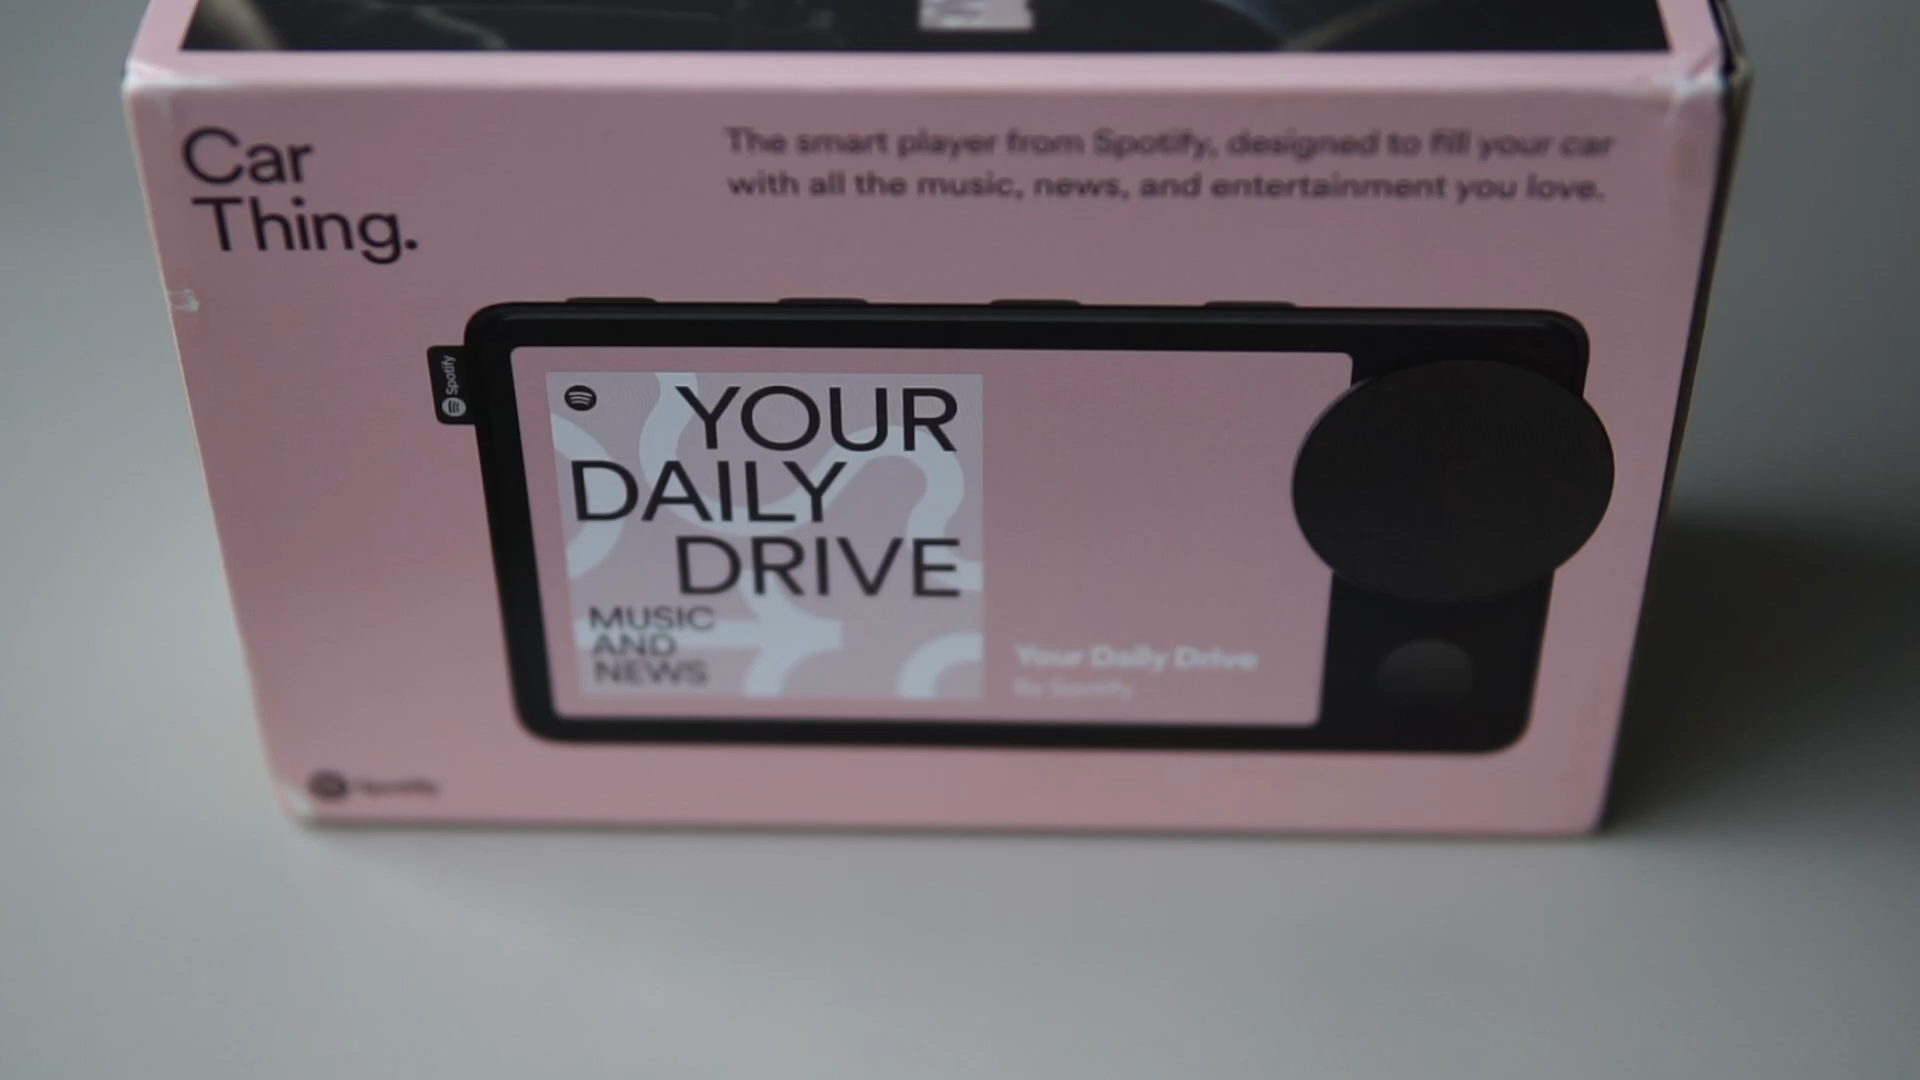 Car
Thing.
The smart player from Spotify, designed to fill your car
with all the music, news, and entertainment you love.
Spotify
YOUR
DAILY
DRIVE
MUSIC
AND
NEWS
Your Daily Drive
By Spotify
Spotify